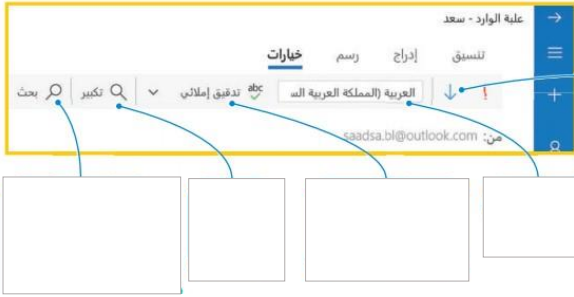 علبة الوارد - سعد
تنسيق إدراج رسم خيارات
! العربية (المملكة العربية الس abc تدقيق إملائي تكبير بحث
من: saadsa.bl@outlook.com